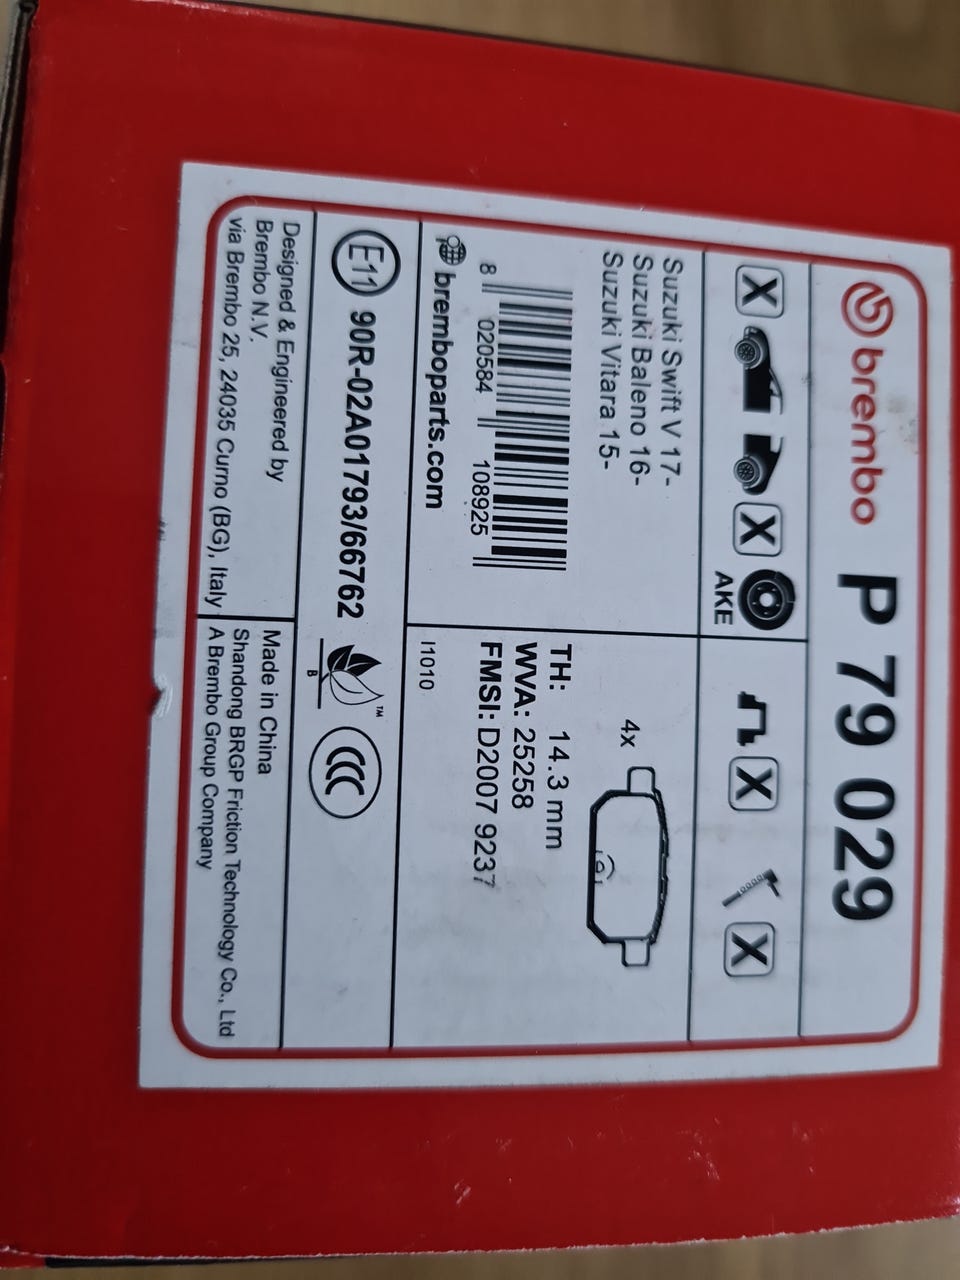 brembo P 79 029
X X AKE X X
Suzuki Swift V 17-
Suzuki Baleno 16-
Suzuki Vitara 15-
8 020584 108925
bremboparts.com
4x
TH: 14.3 mm
WVA: 25258
FMSI: D2007 9237
I1010
E11 90R-02A01793/66762
B
TM
CCC
Designed & Engineered by
Brembo N.V.
via Brembo 25, 24035 Curno (BG), Italy
Made in China
Shandong BRGP Friction Technology Co., Ltd
A Brembo Group Company